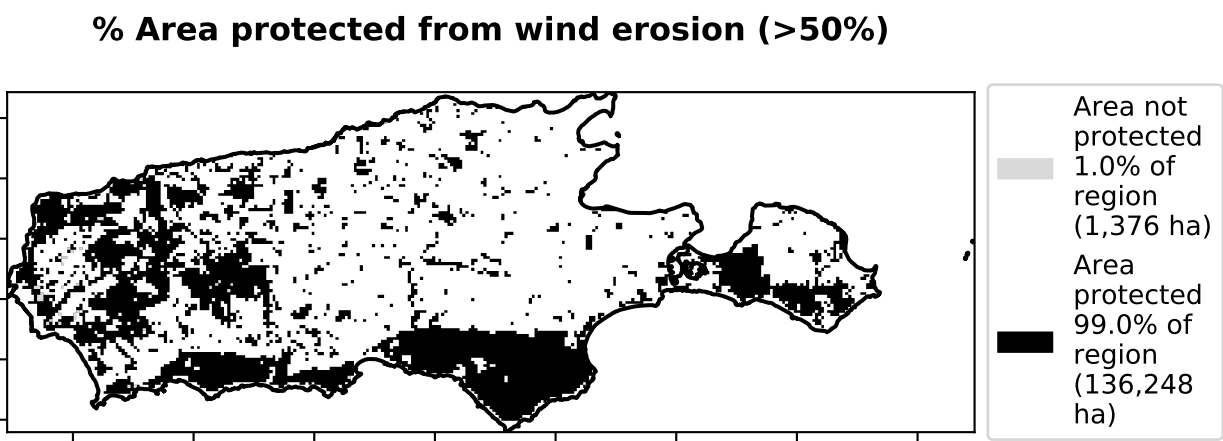 % Area protected from wind erosion (>50%)
Area not
protected
1.0% of
region
(1,376 ha)
Area
protected
99.0% of
region
(136,248
ha)